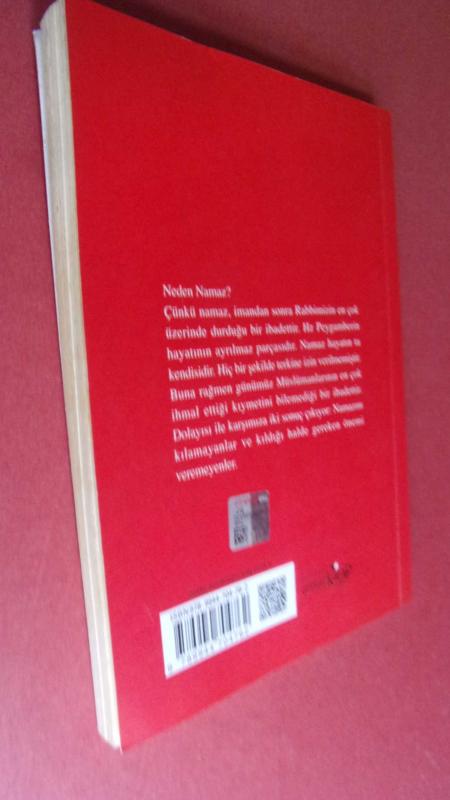 Neden Namaz?
Çünkü namaz, imandan sonra Rabbimizin en çok
üzerinde durduğu bir ibadettir. Hz Peygamberin
hayatının ayrılmaz parçasıdır. Namaz hayatın ta
kendisidir. Hiç bir şekilde terkine izin verilmemiştir.
Buna rağmen günümüz Müslümanlarının en çok
ihmal ettiği kıymetini bilemediği bir ibadettir.
Dolayısı ile karşımıza iki sonuç çıkıyor. Namazını
kılamayanlar ve kıldığı halde gereken önemi
veremeyenler.